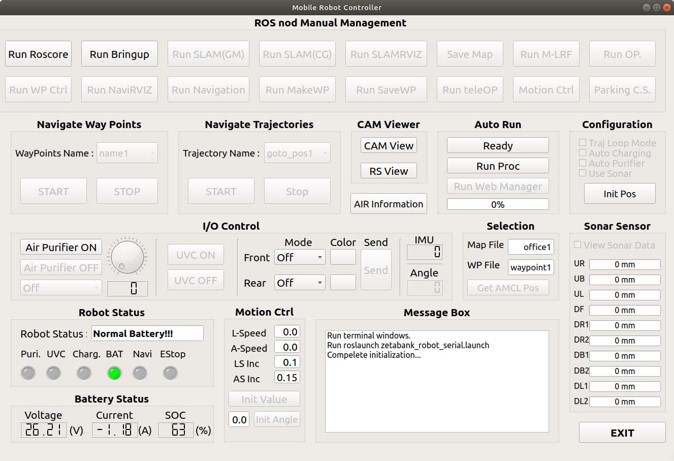 Mobile Robot Controller
ROS nod Manual Management
Run Roscore
Run Bringup
Run SLAM(GM)
Run SLAM(CG)
Run SLAMRVIZ
Save Map
Run M-LRF
Run OP.
Run WP Ctrl
Run NaviRVIZ
Run Navigation
Run MakeWP
Run SaveWP
Run teleOP
Motion Ctrl
Parking C.S.
Navigate Way Points
WayPoints Name :
name1
START
STOP
Navigate Trajectories
Trajectory Name :
goto_pos1
START
Stop
CAM Viewer
CAM View
RS View
AIR Information
Auto Run
Ready
Run Proc
Run Web Manager
0%
Configuration
Traj Loop Mode
Auto Charging
Auto Purifier
Use Sonar
Init Pos
I/O Control
Air Purifier ON
Air Purifier OFF
Off
0
UVC ON
UVC OFF
Mode Color Send
Front Off
Rear Off
Send
IMU
0
Angle
0
Selection
Map File office1
WP File waypoint1
Get AMCL Pos
Sonar Sensor
View Sonar Data
UR 0 mm
UB 0 mm
UL 0 mm
DF 0 mm
DR1 0 mm
DR2 0 mm
DB1 0 mm
DB2 0 mm
DL1 0 mm
DL2 0 mm
Robot Status
Robot Status : Normal Battery!!!
Puri. UVC Charg. BAT Navi EStop
Battery Status
Voltage Current SOC
26.21 (V) -1.18 (A) 63 (%)
Motion Ctrl
L-Speed 0.0
A-Speed 0.0
LS Inc 0.1
AS Inc 0.15
Init Value
0.0 Init Angle
Message Box
Run terminal windows.
Run roslaunch zetabank_robot_serial.launch
Compelete initialization...
EXIT